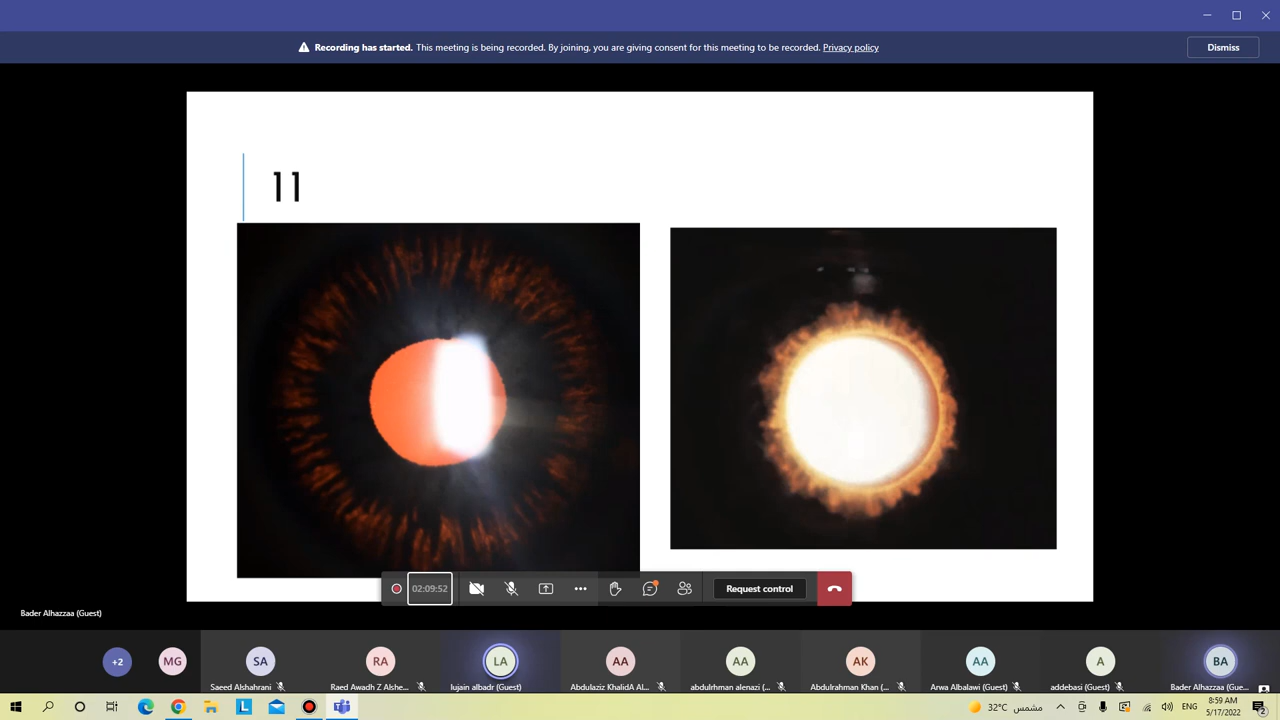 Recording has started. This meeting is being recorded. By joining, you are giving consent for this meeting to be recorded. Privacy policy
Dismiss
11
02:09:52
Request control
Bader Alhazzaa (Guest)
+2
MG
SA
RA
LA
AA
AA
AK
AA
A
BA
Saeed Alshahrani
Raed Awadh Z Alshe...
lujain albadr (Guest)
Abdulaziz KhalidA Al...
abdulrhman alenazi (...
Abdulrahman Khan (...
Arwa Albalawi (Guest)
addebasi (Guest)
Bader Alhazzaa (Gue...
32°C مشمس
ENG
8:59 AM
5/17/2022
2